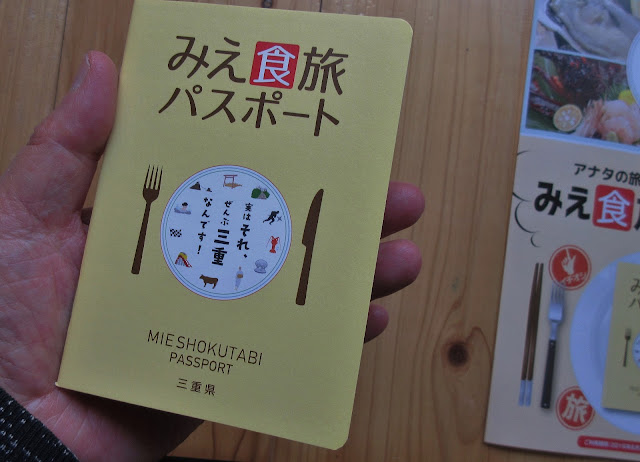 みえ食旅
パスポート
実はそれ、
ぜんぶ三重
なんです！
MIE SHOKUTABI
PASSPORT
三重県
アナタの旅
みえ食旅
旅